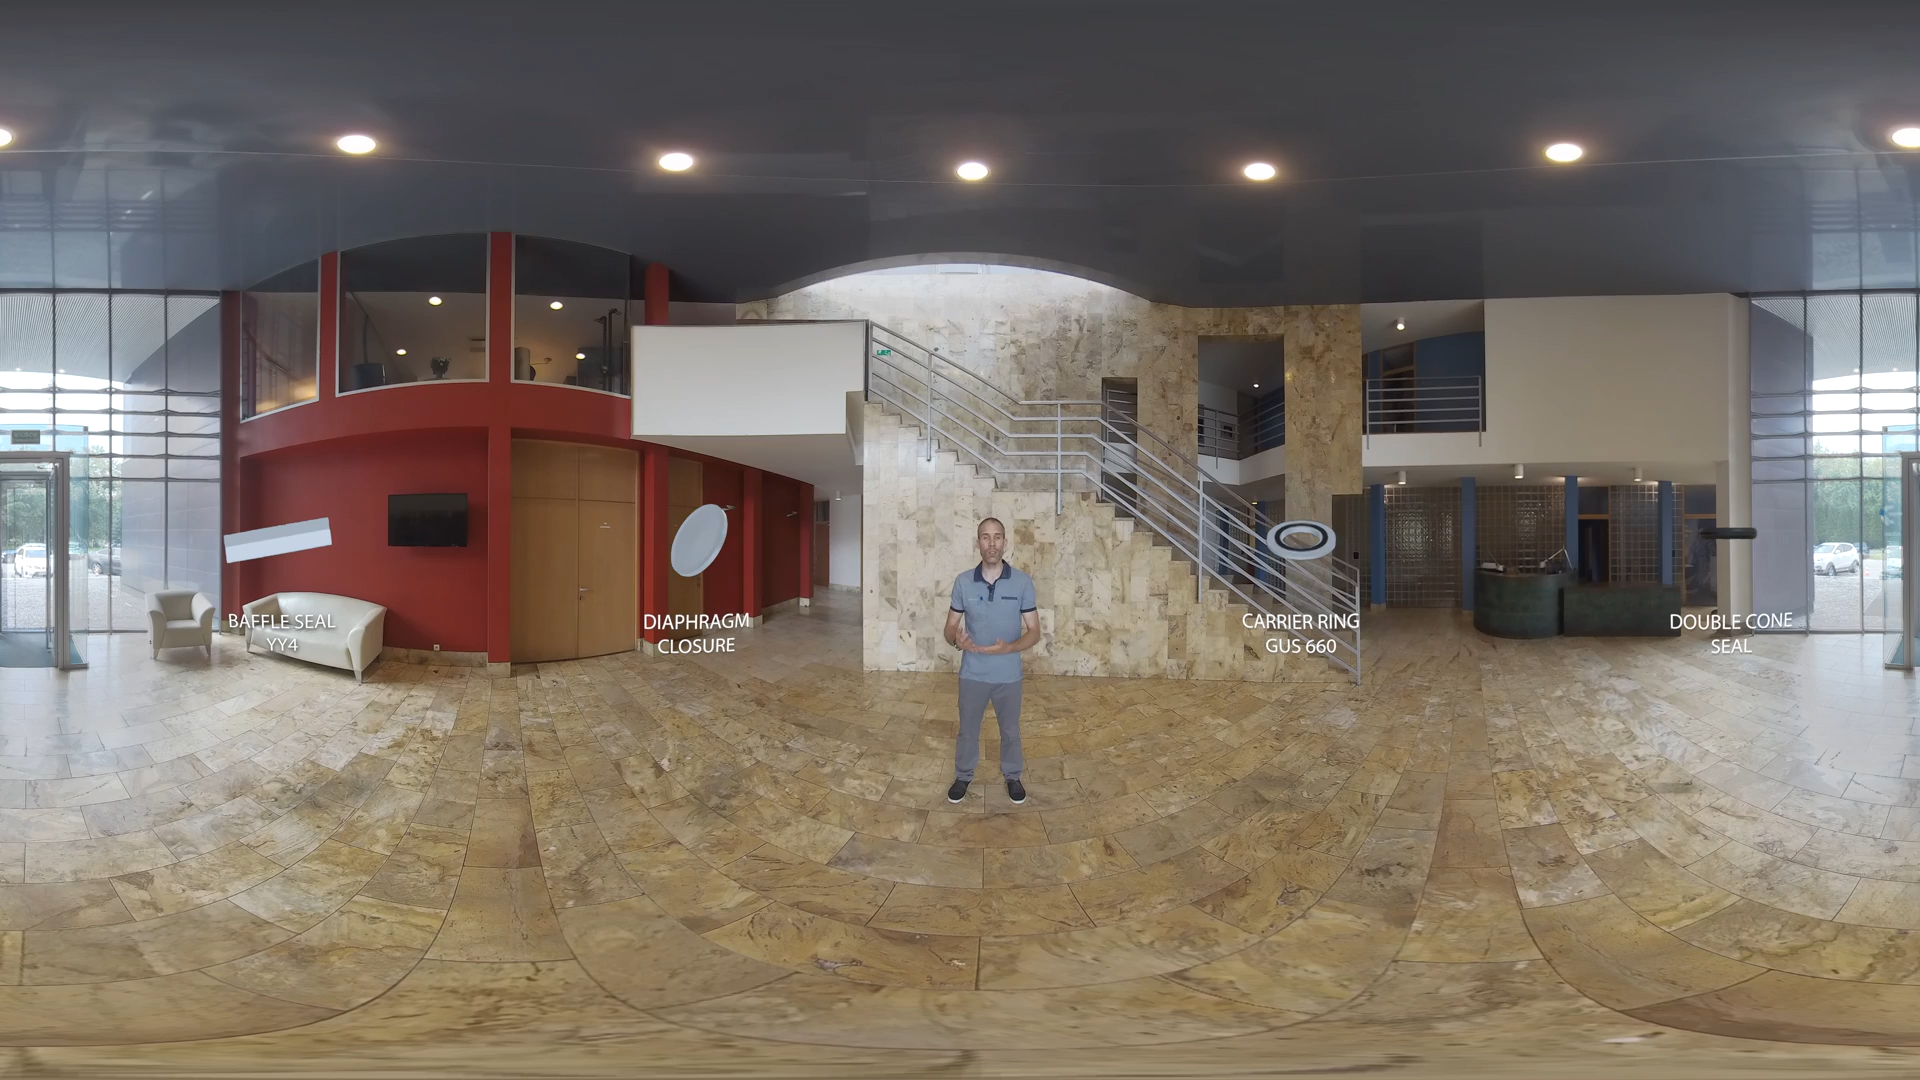 BAFFLE SEAL
YY4
DIAPHRAGM
CLOSURE
CARRIER RING
GUS 660
DOUBLE CONE
SEAL